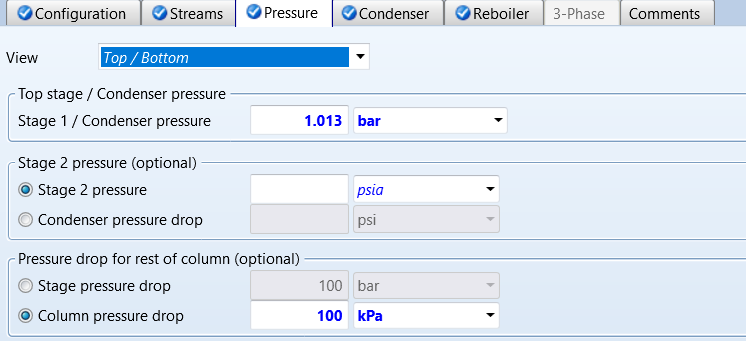 Configuration Streams Pressure Condenser Reboiler 3-Phase Comments
View Top / Bottom
Top stage / Condenser pressure
Stage 1 / Condenser pressure 1.013 bar
Stage 2 pressure (optional)
Stage 2 pressure psia
Condenser pressure drop psi
Pressure drop for rest of column (optional)
Stage pressure drop 100 bar
Column pressure drop 100 kPa